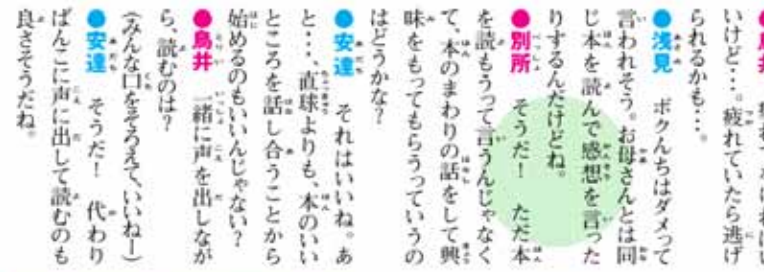 いけど・・・。疲れていたら逃げ
られるかも・・・。
●浅見 ボクんちはダメって
言われそう。お母さんとは同
じ本を読んで感想を言った
りするんだけどね。
●別所 そうだ! ただ本
を読もうって言うんじゃなく
て、本のまわりの話をして興
味をもってもらうっていうの
はどうかな?
●安達 それはいいね。あ
と・・・、直球よりも、本のいい
ところを話し合うことから
始めるのもいいんじゃない?
●鳥井 一緒に声を出しなが
ら、読むのは?
(みんな口をそろえて、いいねー)
●安達 そうだ! 代わり
ばんこに声に出して読むのも
良さそうだね。